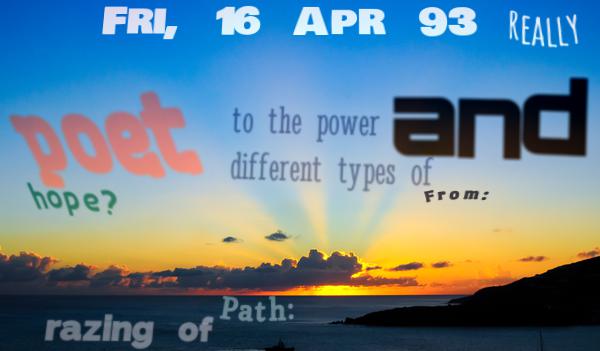 Fri, 16 Apr 93
REALLY
poet
to the power
different types of
and
hope?
From:
Path:
razing of